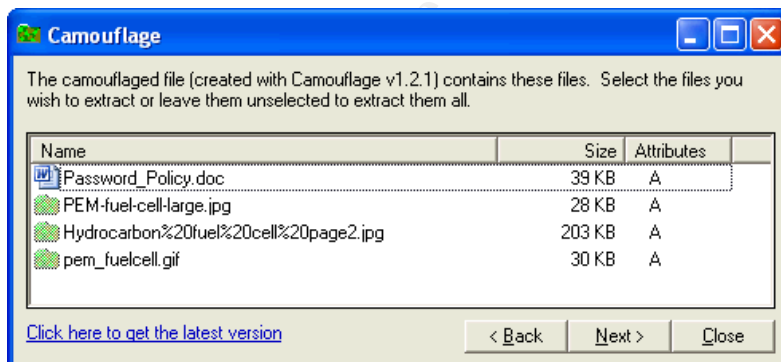 Camouflage
The camouflaged file (created with Camouflage v1.2.1) contains these files. Select the files you
wish to extract or leave them unselected to extract them all.
Name Size Attributes
Password_Policy.doc 39 KB A
PEM-fuel-cell-large.jpg 28 KB A
Hydrocarbon%20fuel%20cell%20page2.jpg 203 KB A
pem_fuelcell.gif 30 KB A
Click here to get the latest version < Back Next > Close